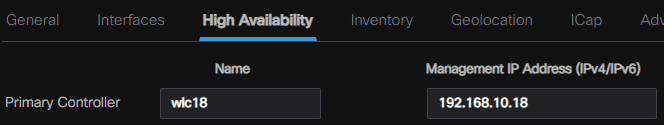 General Interfaces High Availability Inventory Geolocation ICap
Name Management IP Address (IPv4/IPv6)
Primary Controller wlc18 192.168.10.18